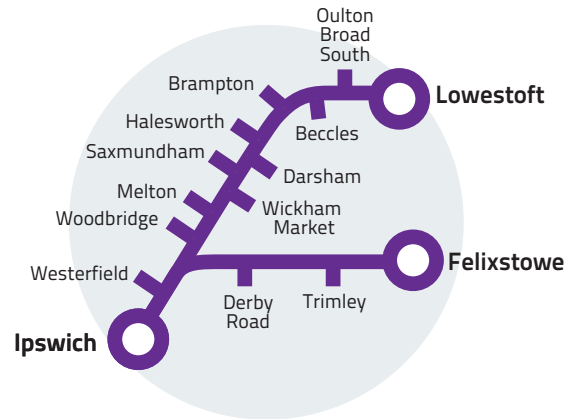 Oulton
Broad
South
Brampton
Lowestoft
Halesworth
Beccles
Saxmundham
Darsham
Melton
Wickham
Market
Woodbridge
Westerfield
Felixstowe
Derby
Road
Trimley
Ipswich